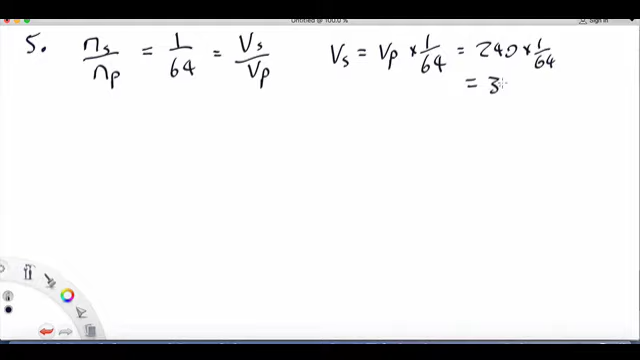 Untitled @ 100.0 %
Sign in
5. ns/np = 1/64 = Vs/Vp
Vs = Vp × 1/64 = 240 × 1/64
= 3